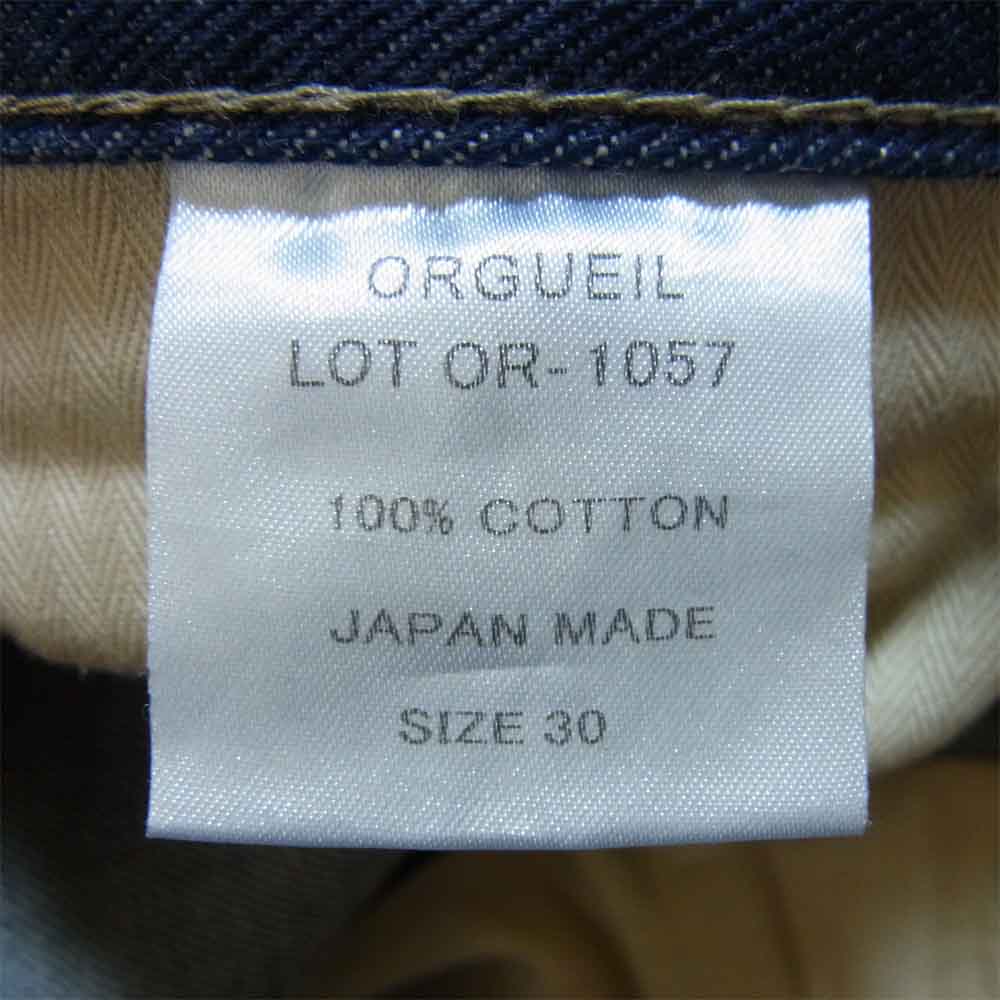 ORGUEIL
LOT OR-1057
100% COTTON
JAPAN MADE
SIZE 30